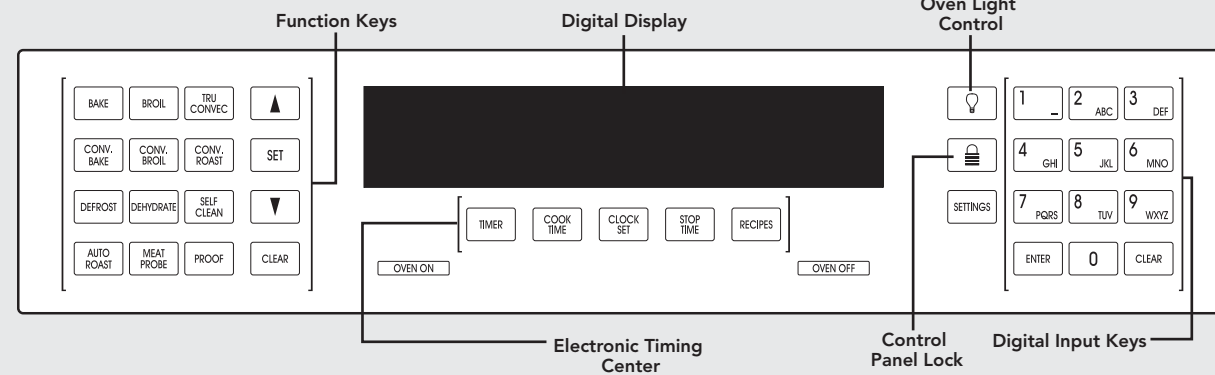 Function Keys
Digital Display
Oven Light
Control
BAKE
BROIL
TRU
CONVEC
CONV.
BAKE
CONV.
BROIL
CONV.
ROAST
SET
DEFROST
DEHYDRATE
SELF
CLEAN
AUTO
ROAST
MEAT
PROBE
PROOF
CLEAR
TIMER
COOK
TIME
CLOCK
SET
STOP
TIME
RECIPES
OVEN ON
OVEN OFF
SETTINGS
1 _
2 ABC
3 DEF
4 GHI
5 JKL
6 MNO
7 PQRS
8 TUV
9 WXYZ
ENTER
0
CLEAR
Electronic Timing
Center
Control
Panel Lock
Digital Input Keys